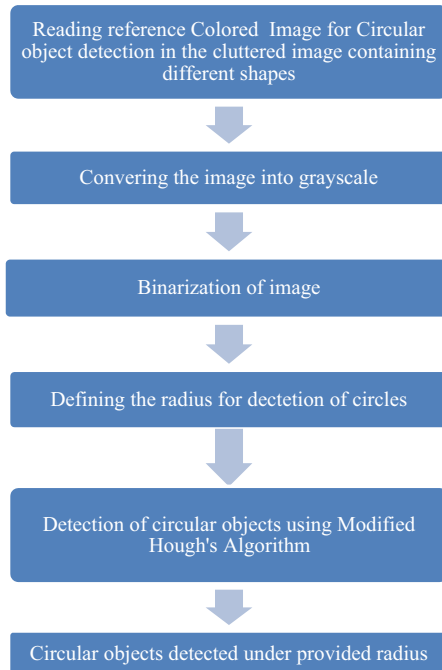 Reading reference Colored Image for Circular
object detection in the cluttered image containing
different shapes
Convering the image into grayscale
Binarization of image
Defining the radius for dectetion of circles
Detection of circular objects using Modified
Hough's Algorithm
Circular objects detected under provided radius